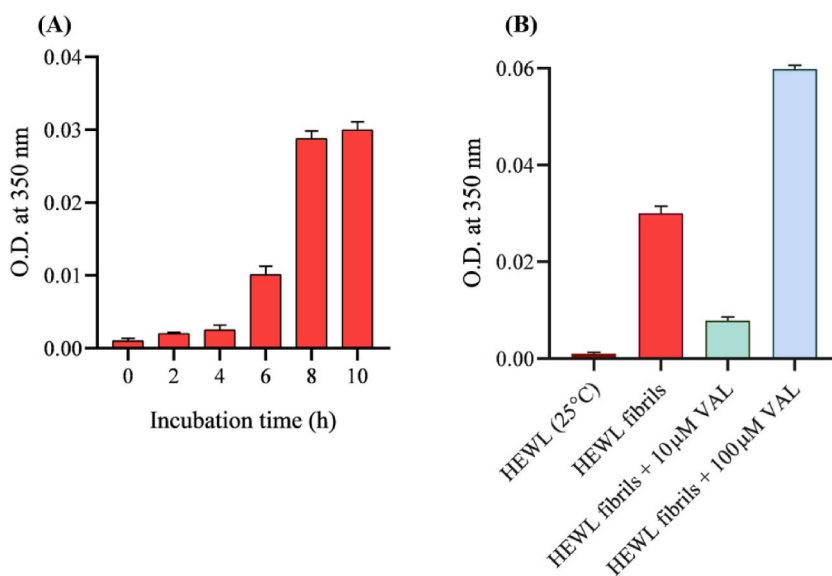 (A)
O.D. at 350 nm
0.04
0.03
0.02
0.01
0.00
0 2 4 6 8 10
Incubation time (h)
(B)
O.D. at 350 nm
0.06
0.04
0.02
0.00
HEWL (25°C)
HEWL fibrils
HEWL fibrils + 10μM VAL
HEWL fibrils + 100μM VAL